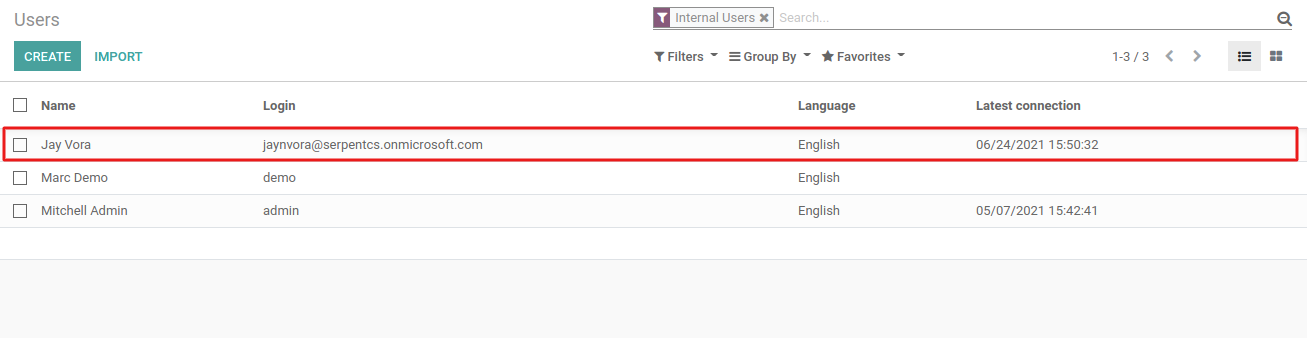 Users
Internal Users Search...
CREATE IMPORT
Filters Group By Favorites 1-3 / 3
Name Login Language Latest connection
Jay Vora jaynvora@serpentcs.onmicrosoft.com English 06/24/2021 15:50:32
Marc Demo demo English
Mitchell Admin admin English 05/07/2021 15:42:41